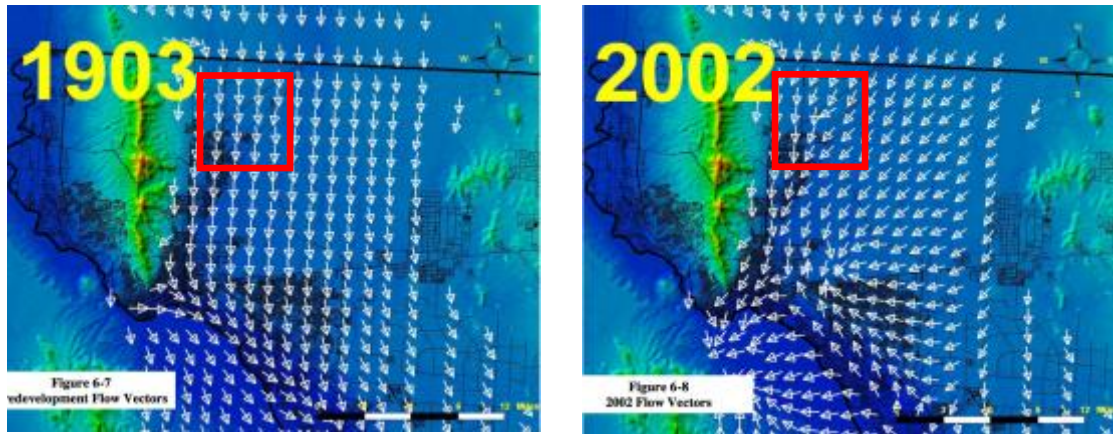 1903
Figure 6-7
redevelopment Flow Vectors
2002
Figure 6-8
2002 Flow Vectors